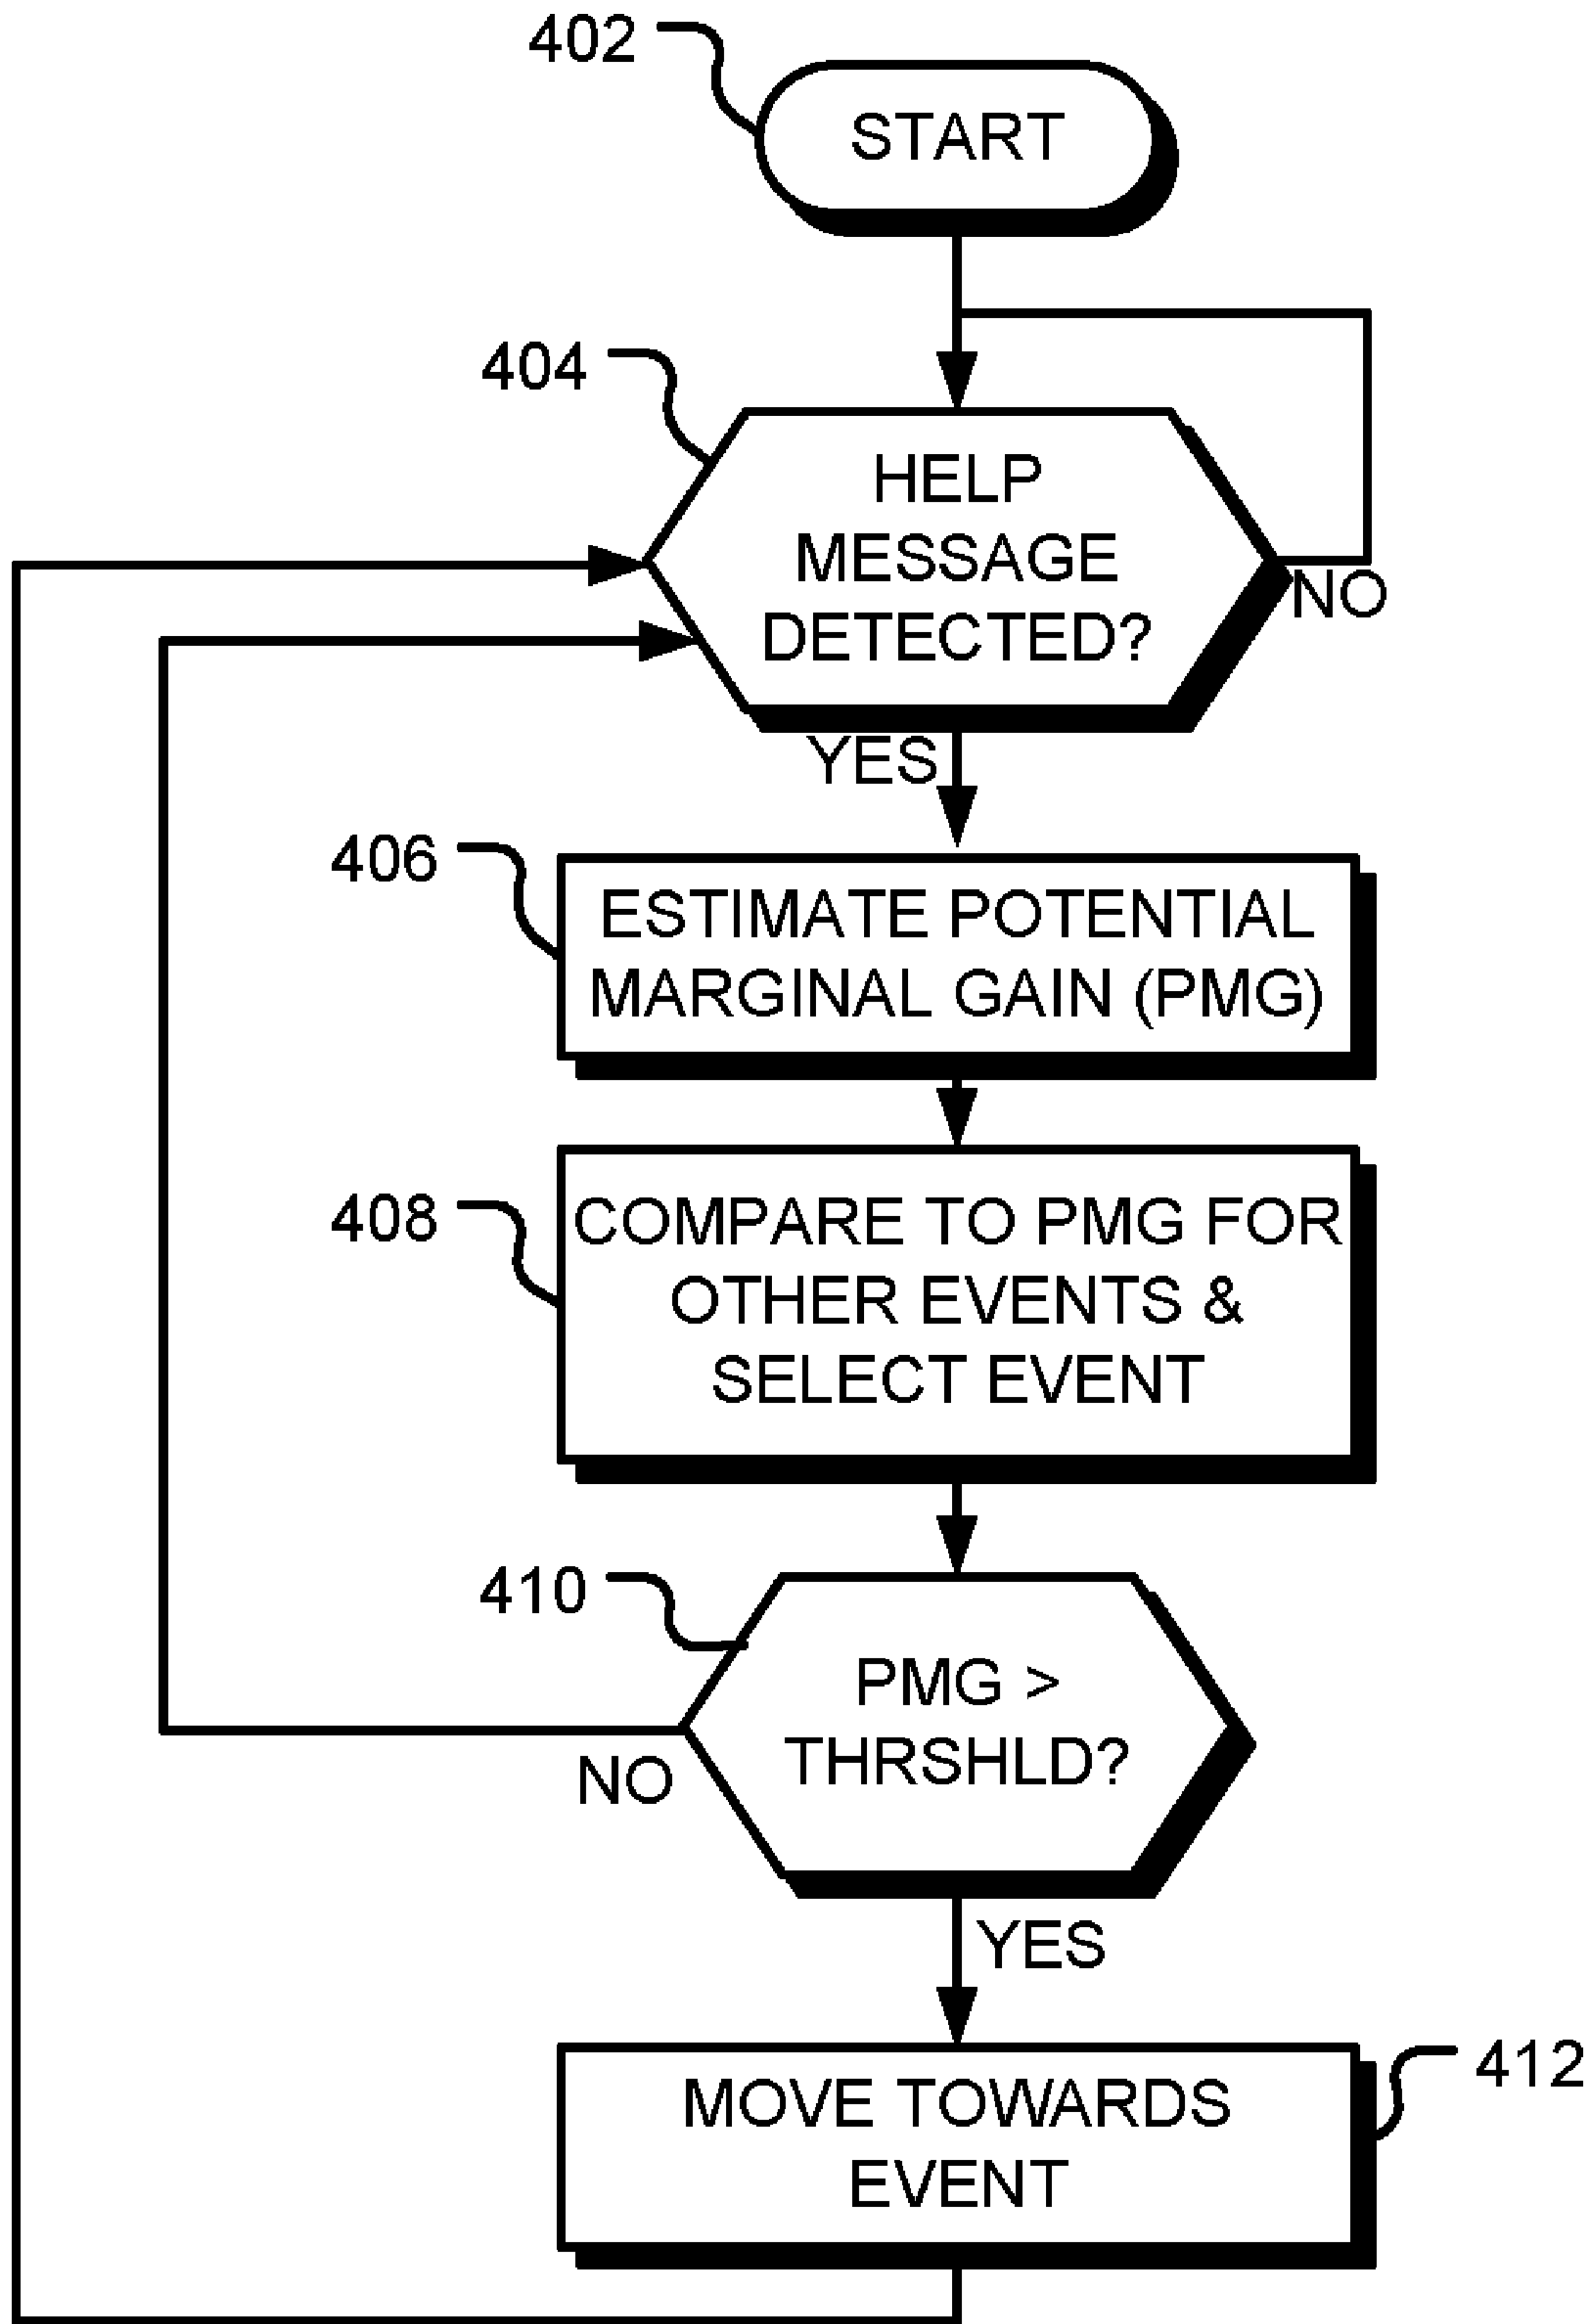 402
START
404
HELP
MESSAGE
DETECTED?
NO
YES
406
ESTIMATE POTENTIAL
MARGINAL GAIN (PMG)
408
COMPARE TO PMG FOR
OTHER EVENTS &
SELECT EVENT
410
PMG >
THRSHLD?
NO
YES
412
MOVE TOWARDS
EVENT